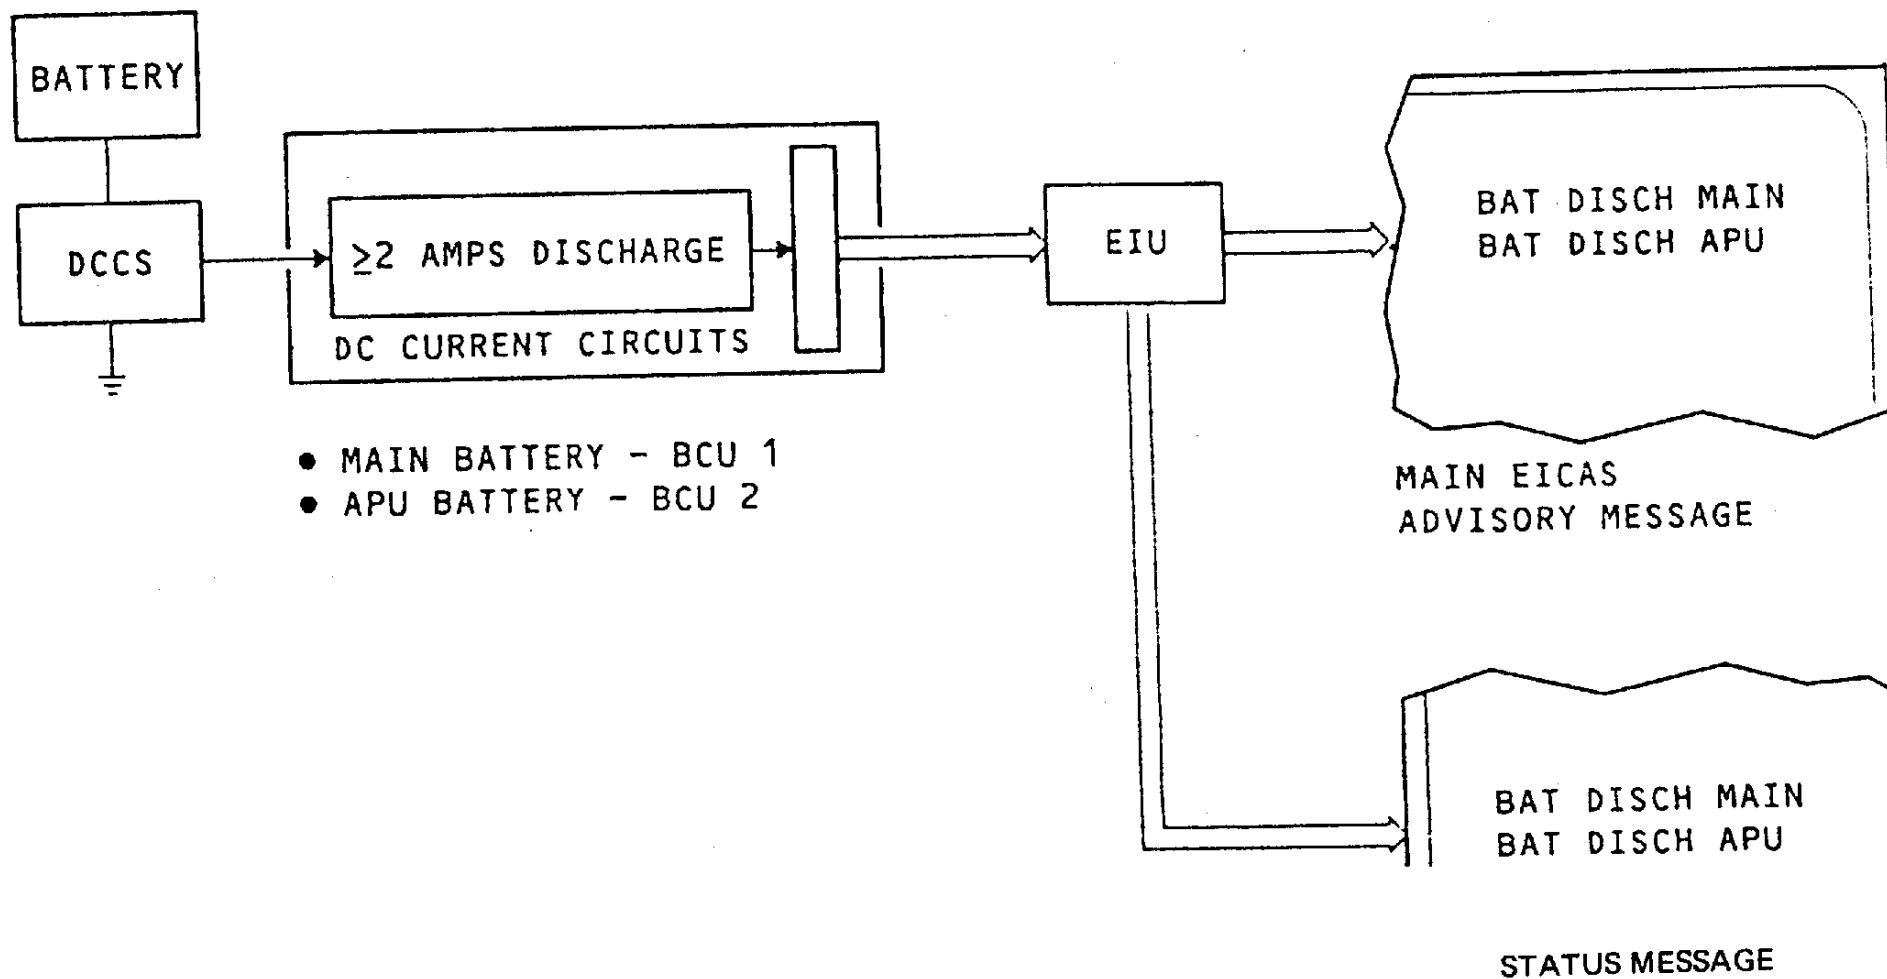 BATTERY
DCCS
≥2 AMPS DISCHARGE
DC CURRENT CIRCUITS
● MAIN BATTERY - BCU 1
● APU BATTERY - BCU 2
EIU
BAT DISCH MAIN
BAT DISCH APU
MAIN EICAS
ADVISORY MESSAGE
BAT DISCH MAIN
BAT DISCH APU
STATUS MESSAGE